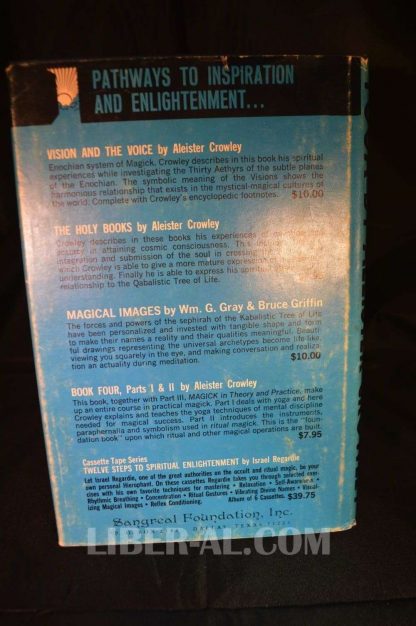 PATHWAYS TO INSPIRATION
AND ENLIGHTENMENT...
VISION AND THE VOICE by Aleister Crowley
Enochian system of Magick. Crowley describes in this book his spiritual
experiences while investigating the Thirty Aethyrs of the subtle planes
of the Enochian. The symbolic meaning of the Visions shows the
harmonious relationship that exists in the mystical-magical cultures of
the world. Complete with Crowley's encyclopedic footnotes. $10.00
THE HOLY BOOKS by Aleister Crowley
Crowley describes in these books his experiences of
in attaining cosmic consciousness. This
integration and submission of the soul in crossing the
which Crowley is able to give a more mature expression of
understanding. Finally he is able to express his spiritual
relationship to the Qabalistic Tree of Life.
MAGICAL IMAGES by Wm. G. Gray & Bruce Griffin
The forces and powers of the sephirah of the Kabalistic Tree of Life
have been personalized and invested with tangible shape and form
to make their names a reality and their qualities meaningful. Beauti-
ful drawings representing the universal archetypes become life-like,
viewing you squarely in the eye, and making conversation and realiza-
tion an actuality during meditation. $10.00
BOOK FOUR, Parts I & II by Aleister Crowley
This book, together with Part III, MAGICK in Theory and Practice, make
up an entire course in practical magick. Part I deals with yoga and here
Crowley explains and teaches the yoga techniques of mental discipline
needed for magical success. Part II introduces the instruments,
paraphernalia and symbolism used in ritual magick. This is the "foun-
dation book" upon which ritual and other magical operations are built.
$7.95
Cassette Tape Series
TWELVE STEPS TO SPIRITUAL ENLIGHTENMENT by Israel Regardie
Let Israel Regardie, one of the great authorities on the occult and ritual magic, be your
own personal Hierophant. On these cassettes Regardie takes you through selected exer-
cises with his own favorite techniques for mastering • Relaxation • Self-Awareness •
Rhythmic Breathing • Concentration • Ritual Gestures • Vibrating Divine Names • Visual-
izing Magical Images • Reflex Conditioning. Album of 6 Cassettes $39.75
Sangreal Foundation, Inc.
DALLAS, TEXAS
LIBER-AL.COM